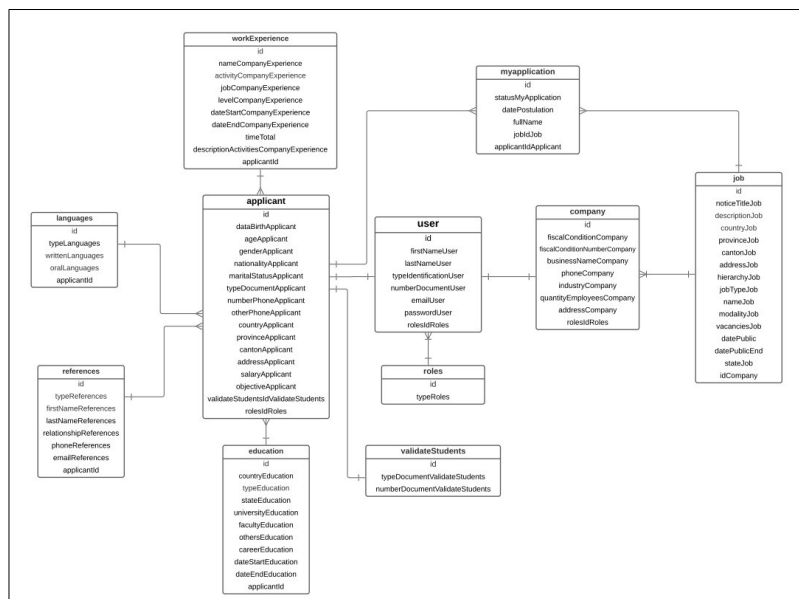 workExperience
id
nameCompanyExperience
activityCompanyExperience
jobCompanyExperience
levelCompanyExperience
dateStartCompanyExperience
dateEndCompanyExperience
timeTotal
descriptionActivitiesCompanyExperience
applicantId
myapplication
id
statusMyApplication
datePostulation
fullName
jobIdJob
applicantIdApplicant
job
id
noticeTitleJob
descriptionJob
countryJob
provinceJob
cantonJob
addressJob
hierarchyJob
jobTypeJob
nameJob
modalityJob
vacanciesJob
datePublic
datePublicEnd
stateJob
idCompany
applicant
id
dataBirthApplicant
ageApplicant
genderApplicant
nationalityApplicant
maritalStatusApplicant
typeDocumentApplicant
numberPhoneApplicant
otherPhoneApplicant
countryApplicant
provinceApplicant
cantonApplicant
addressApplicant
salaryApplicant
objectiveApplicant
validateStudentsIdValidateStudents
rolesIdRoles
languages
id
typeLanguages
writtenLanguages
oralLanguages
applicantId
user
id
firstNameUser
lastNameUser
typeIdentificationUser
numberDocumentUser
emailUser
passwordUser
rolesIdRoles
company
id
fiscalConditionCompany
fiscalConditionNumberCompany
businessNameCompany
phoneCompany
industryCompany
quantityEmployeesCompany
addressCompany
rolesIdRoles
references
id
typeReferences
firstNameReferences
lastNameReferences
relationshipReferences
phoneReferences
emailReferences
applicantId
roles
id
typeRoles
education
id
countryEducation
typeEducation
stateEducation
universityEducation
facultyEducation
othersEducation
careerEducation
dateStartEducation
dateEndEducation
applicantId
validateStudents
id
typeDocumentValidateStudents
numberDocumentValidateStudents